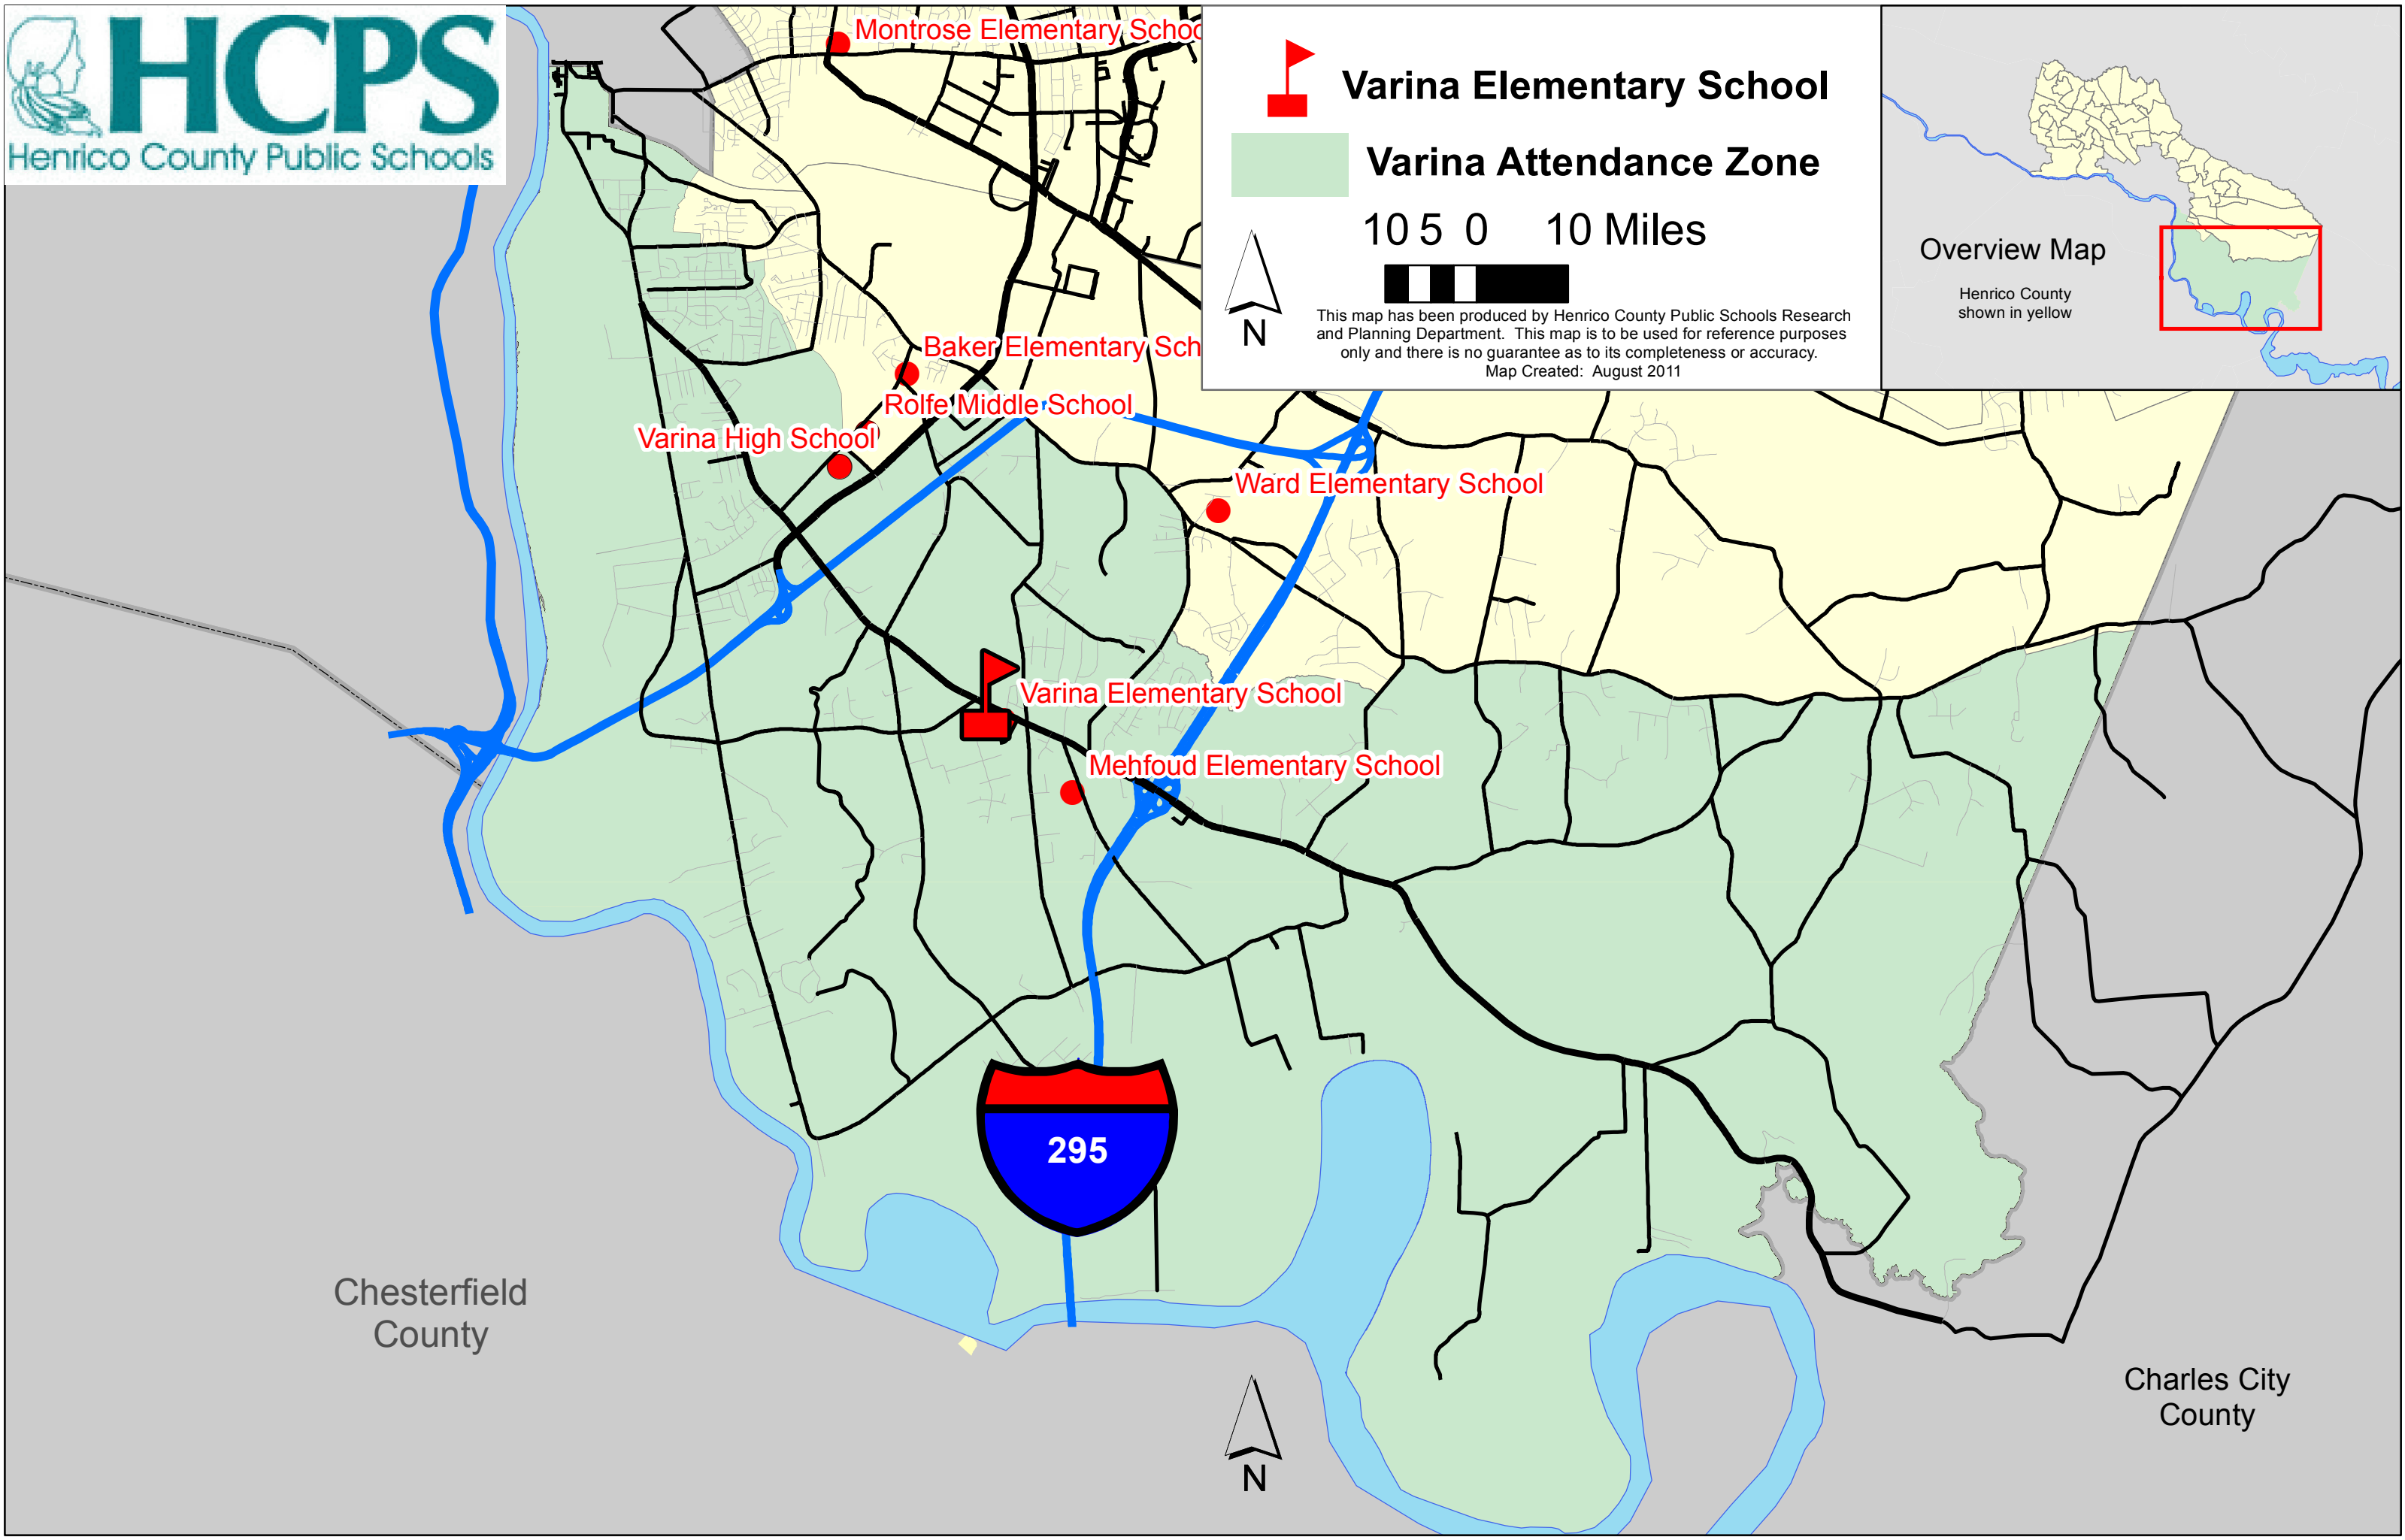 HCPS
Henrico County Public Schools
Montrose Elementary Schoo
Varina Elementary School
Varina Attendance Zone
10 5 0 10 Miles
N
This map has been produced by Henrico County Public Schools Research
and Planning Department. This map is to be used for reference purposes
only and there is no guarantee as to its completeness or accuracy.
Map Created: August 2011
Overview Map
Henrico County
shown in yellow
Baker Elementary Sch
Rolfe Middle School
Varina High School
Ward Elementary School
Varina Elementary School
Mehfoud Elementary School
295
Chesterfield
County
Charles City
County
N